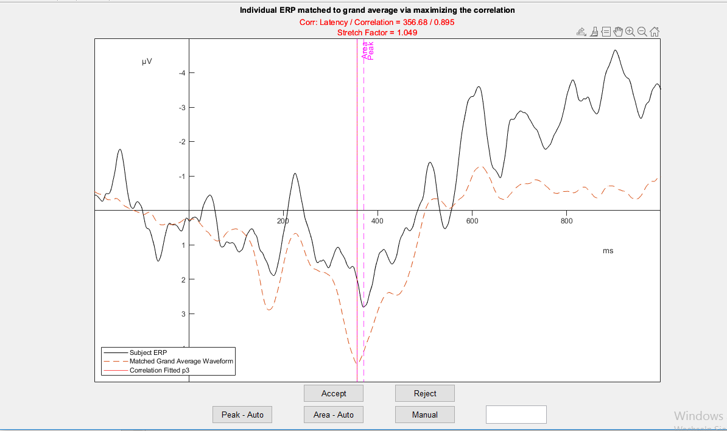 Individual ERP matched to grand average via maximizing the correlation
Corr: Latency / Correlation = 356.68 / 0.895
Stretch Factor = 1.049
Area
Peak
µV
-4
-3
-2
-1
200
400
600
800
1
2
3
ms
Subject ERP
Matched Grand Average Waveform
Correlation Fitted p3
Accept
Reject
Peak - Auto
Area - Auto
Manual
Windows